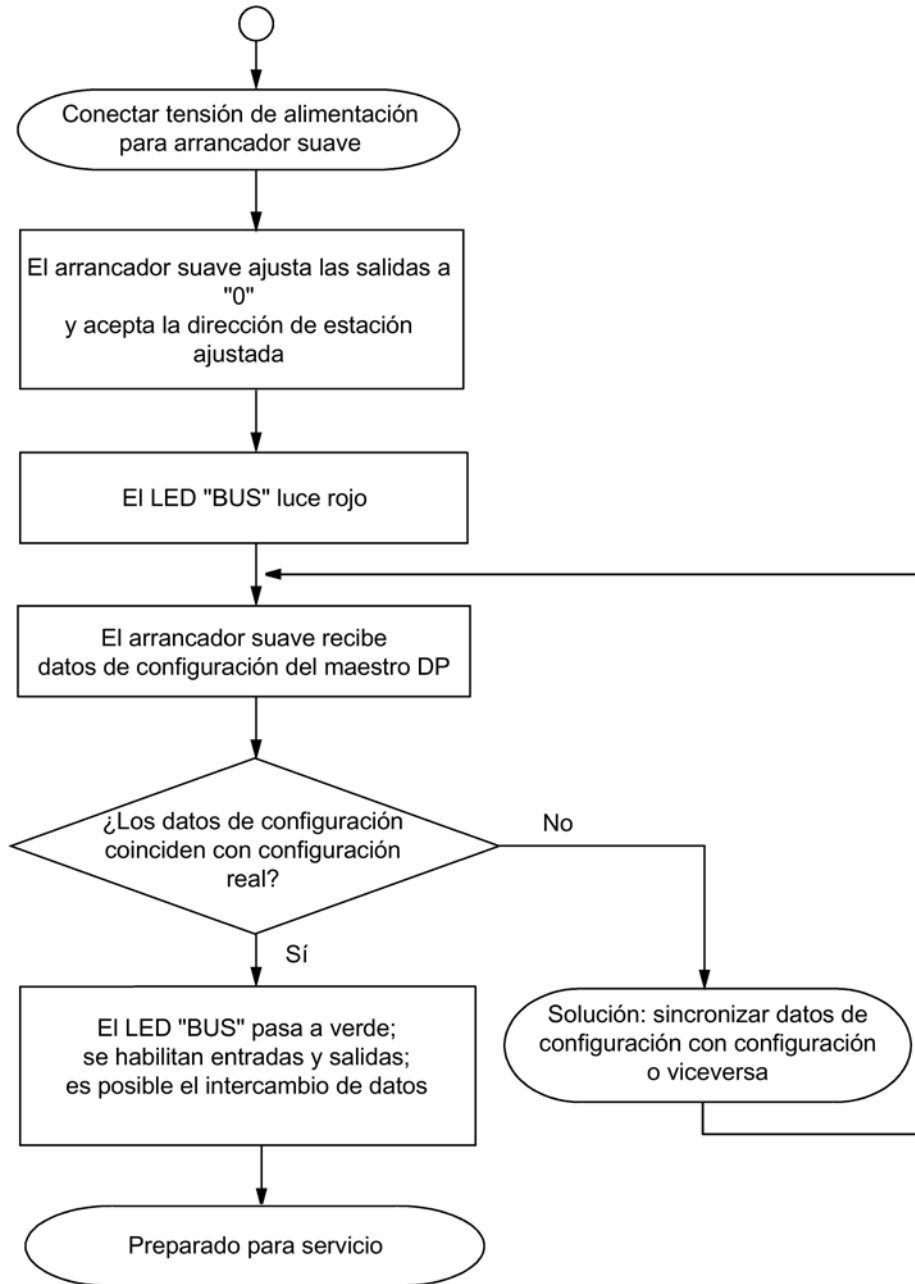 Conectar tensión de alimentación
para arrancador suave
El arrancador suave ajusta las salidas a
"0"
y acepta la dirección de estación
ajustada
El LED "BUS" luce rojo
El arrancador suave recibe
datos de configuración del maestro DP
¿Los datos de configuración
coinciden con configuración
real?
No
Sí
El LED "BUS" pasa a verde;
se habilitan entradas y salidas;
es posible el intercambio de datos
Solución: sincronizar datos de
configuración con configuración
o viceversa
Preparado para servicio